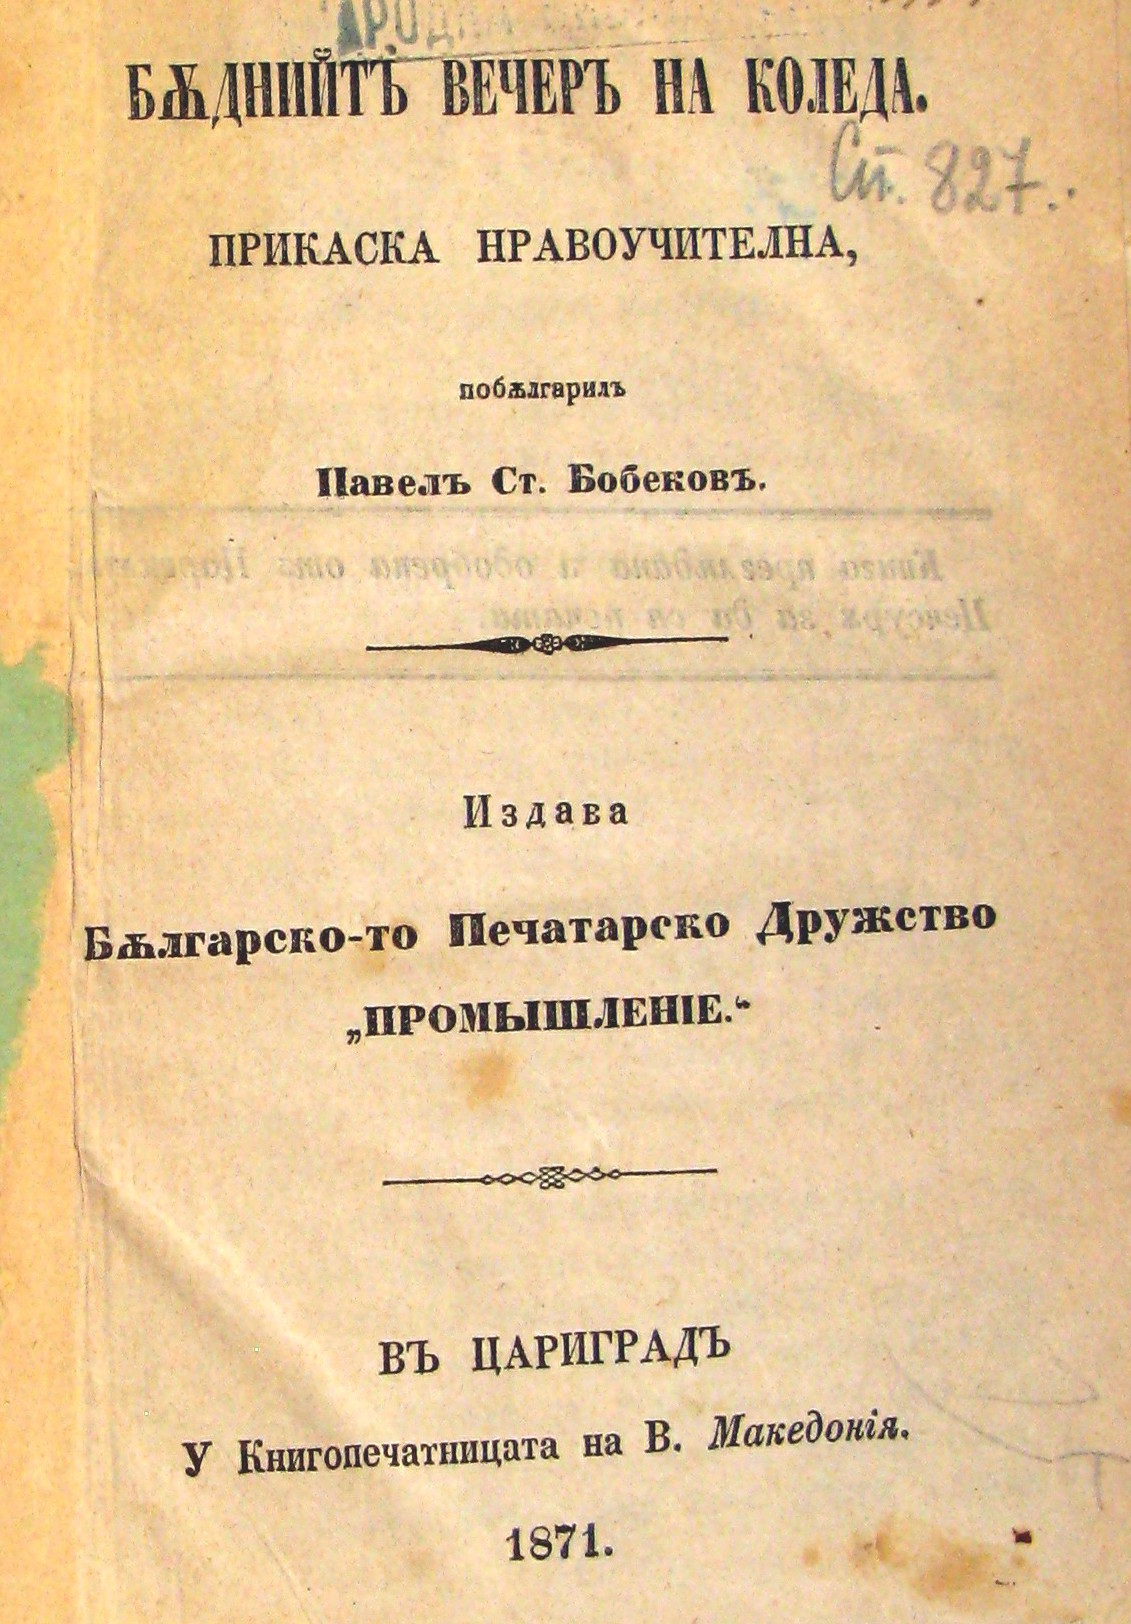 БѪДНИЙТЪ ВЕЧЕРЪ НА КОЛЕДА.
Сп. 827.
ПРИКАСКА НРАВОУЧИТЕЛНА,
побѫлгарилъ
Павелъ Ст. Бобековъ.
Издава
Бѫлгарско-то Печатарско Дружство
„ПРОМЫШЛЕНІЕ.“
ВЪ ЦАРИГРАДЪ
У Книгопечатницата на В. Македонія.
1871.